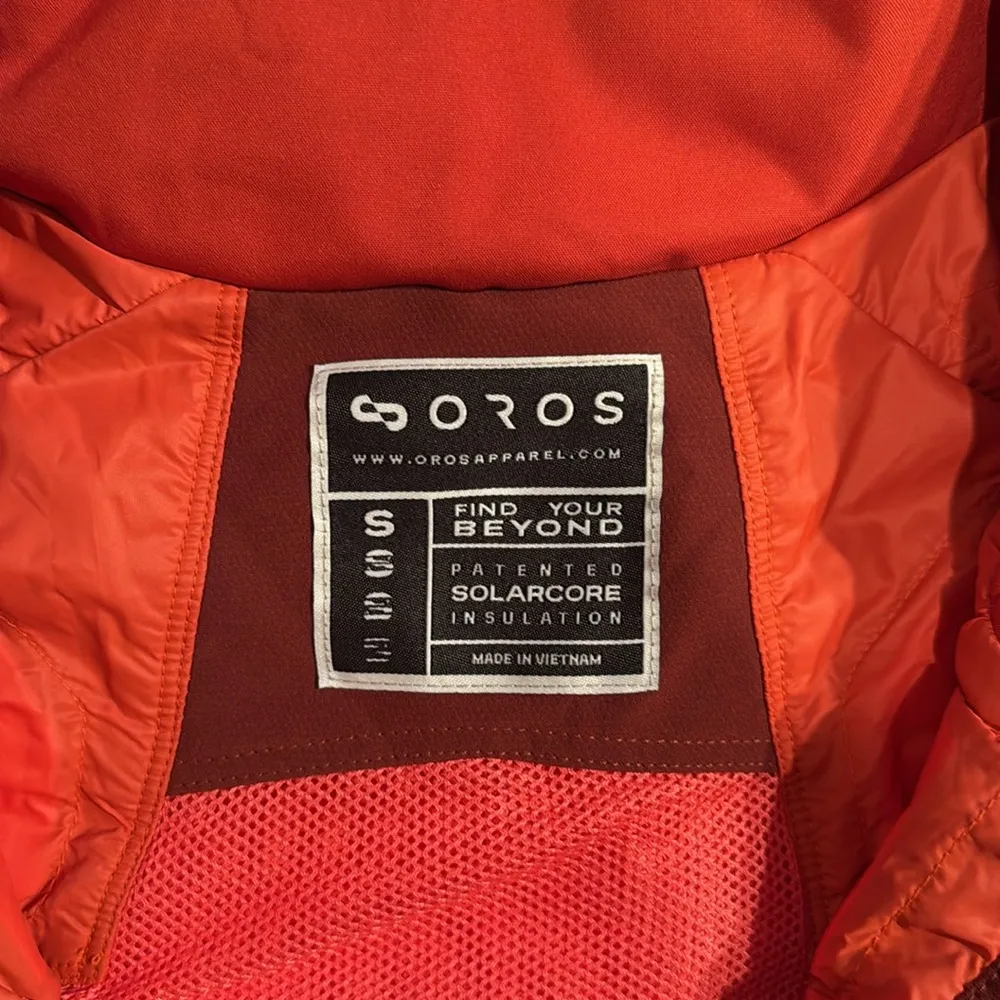 OROS
WWW.OROSAPPAREL.COM
S
FIND YOUR
BEYOND
PATENTED
SOLARCORE
INSULATION
MADE IN VIETNAM